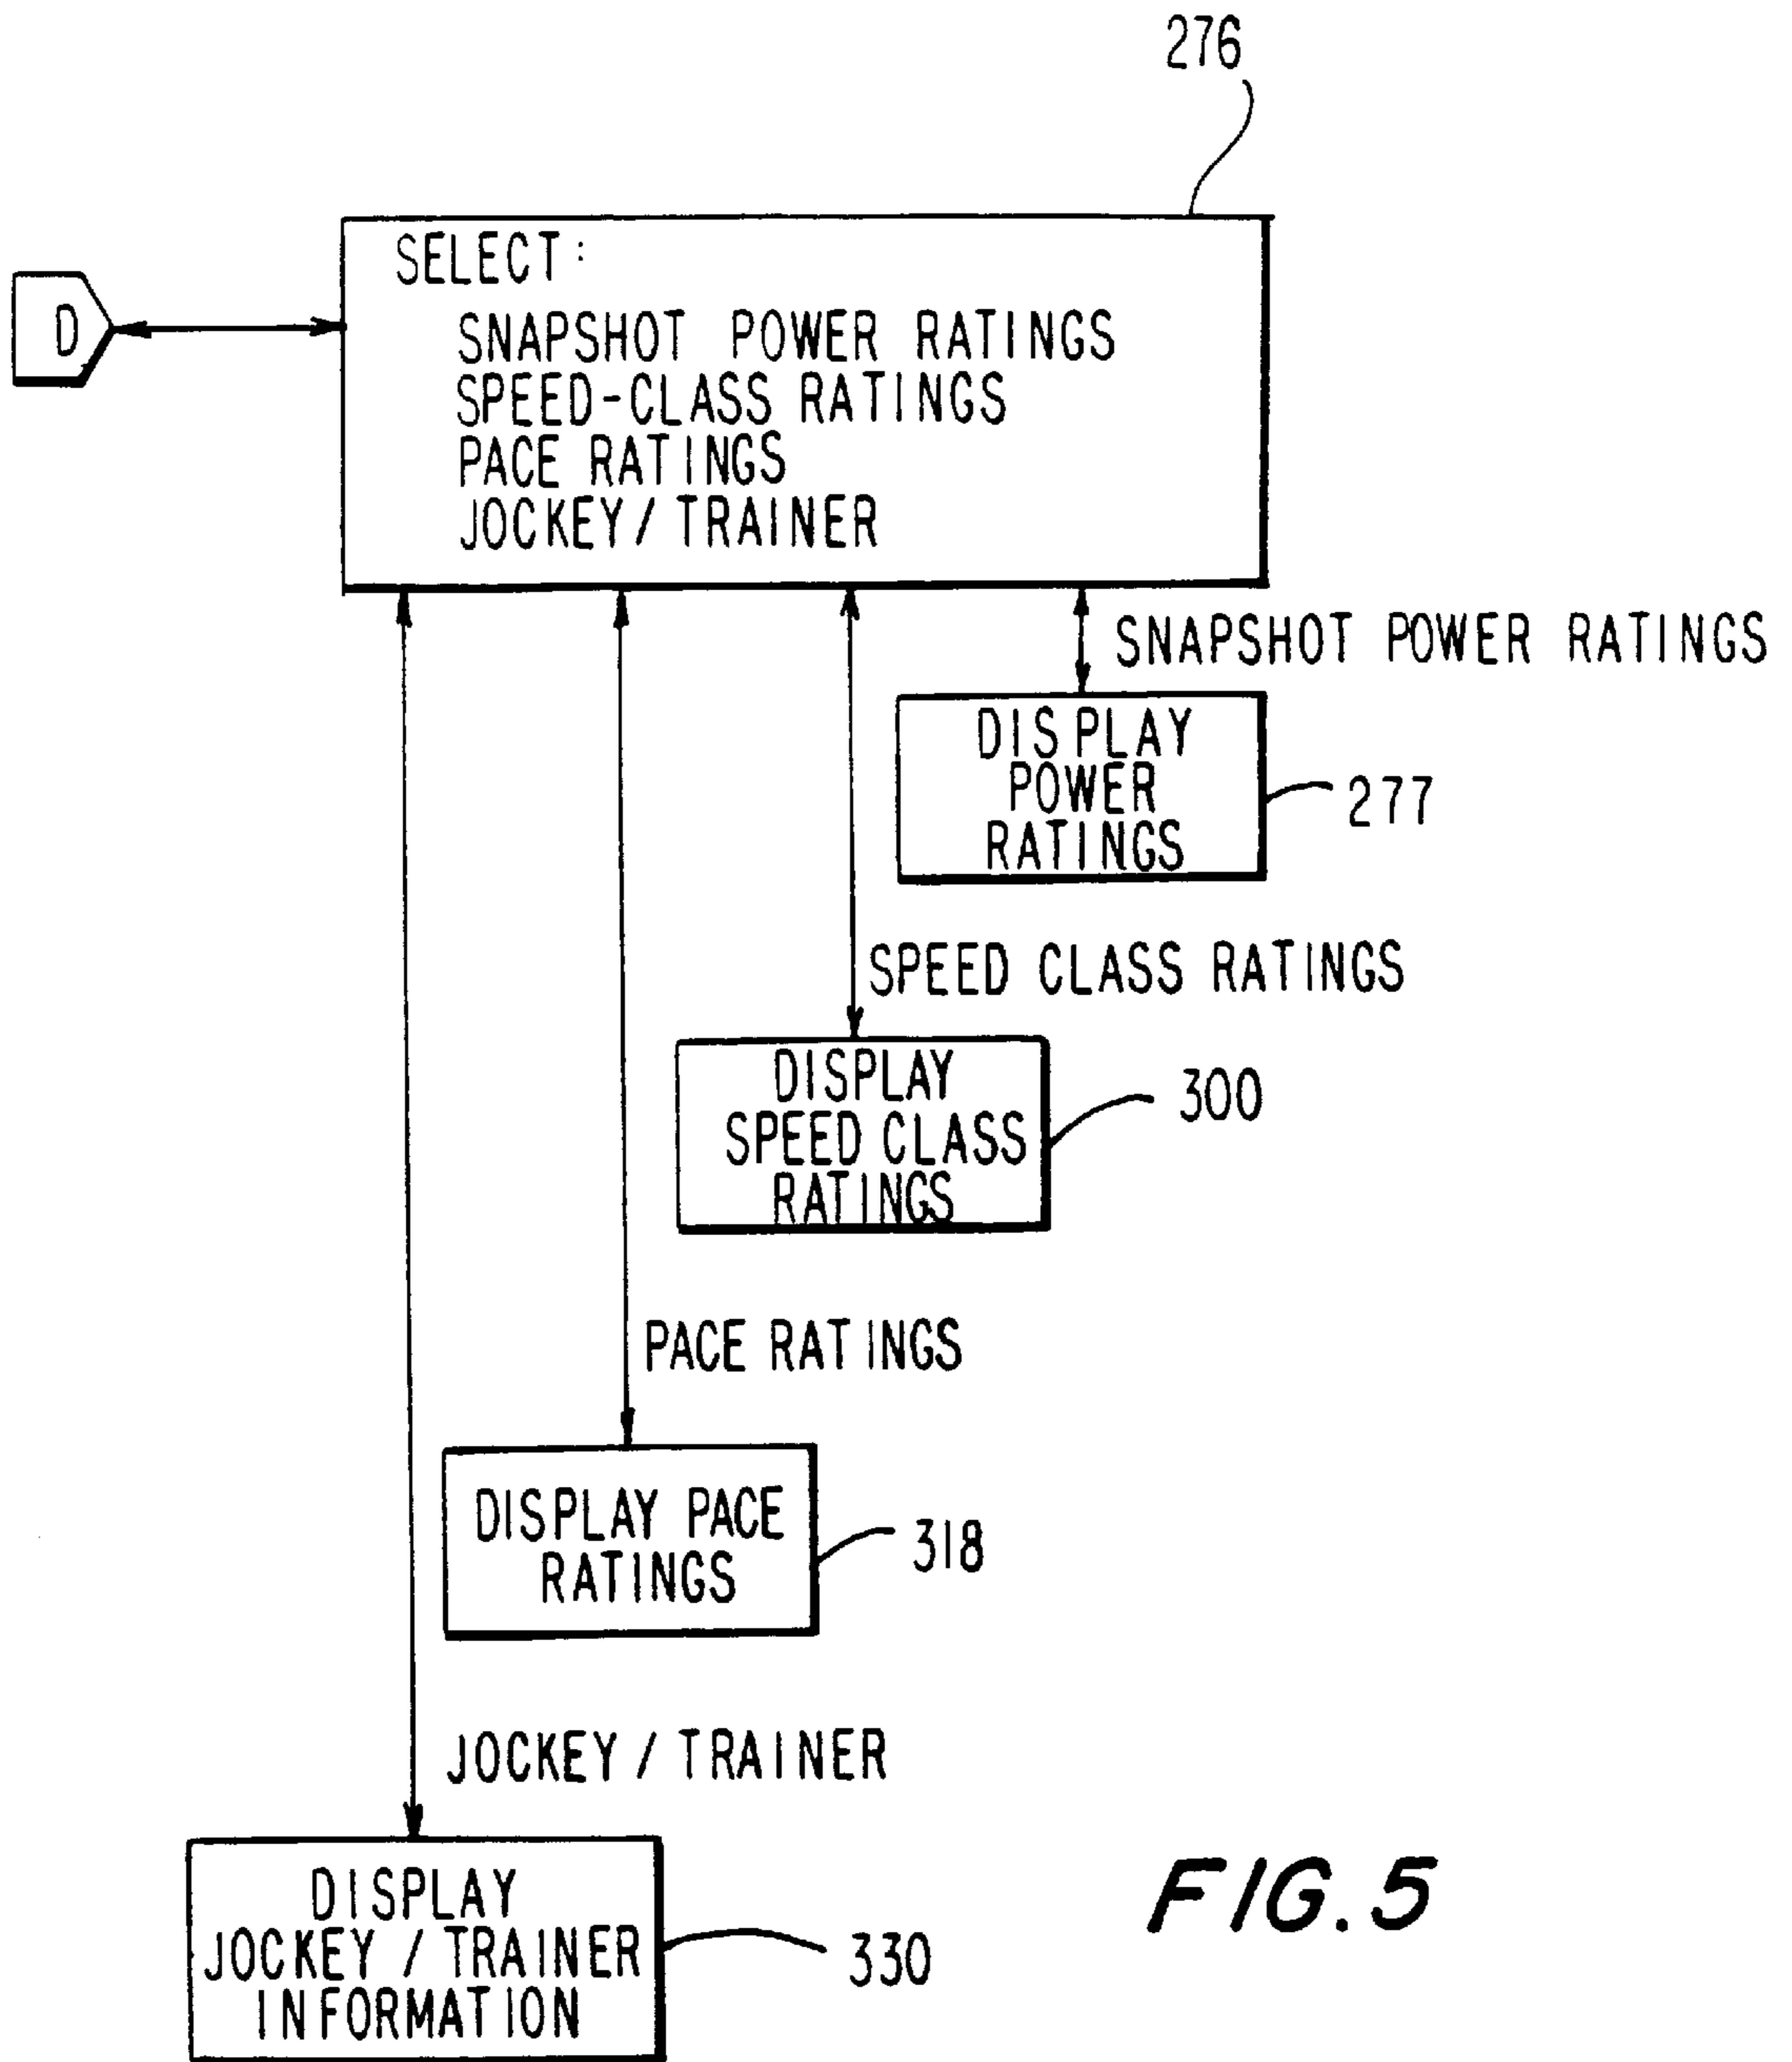 276
SELECT:
D
SNAPSHOT POWER RATINGS
SPEED-CLASS RATINGS
PACE RATINGS
JOCKEY/TRAINER
SNAPSHOT POWER RATINGS
DISPLAY
POWER
RATINGS
277
SPEED CLASS RATINGS
DISPLAY
SPEED CLASS
RATINGS
300
PACE RATINGS
DISPLAY PACE
RATINGS
318
JOCKEY / TRAINER
DISPLAY
JOCKEY / TRAINER
INFORMATION
330
FIG. 5